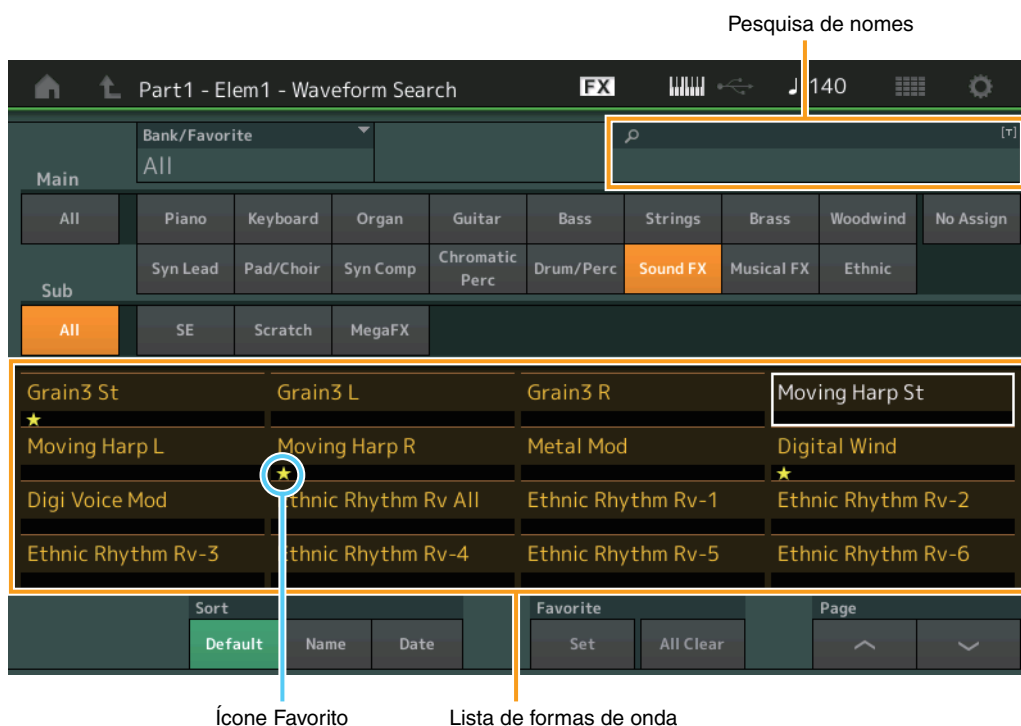 Pesquisa de nomes
Part1 - Elem1 - Waveform Search FX ♩ 140
Bank/Favorite [T]
All
Main
All Piano Keyboard Organ Guitar Bass Strings Brass Woodwind No Assign
Syn Lead Pad/Choir Syn Comp Chromatic Perc Drum/Perc Sound FX Musical FX Ethnic
Sub
All SE Scratch MegaFX
Grain3 St Grain3 L Grain3 R Moving Harp St
Moving Harp L Moving Harp R Metal Mod Digital Wind
Digi Voice Mod Ethnic Rhythm Rv All Ethnic Rhythm Rv-1 Ethnic Rhythm Rv-2
Ethnic Rhythm Rv-3 Ethnic Rhythm Rv-4 Ethnic Rhythm Rv-5 Ethnic Rhythm Rv-6
Sort Favorite Page
Default Name Date Set All Clear
Ícone Favorito Lista de formas de onda